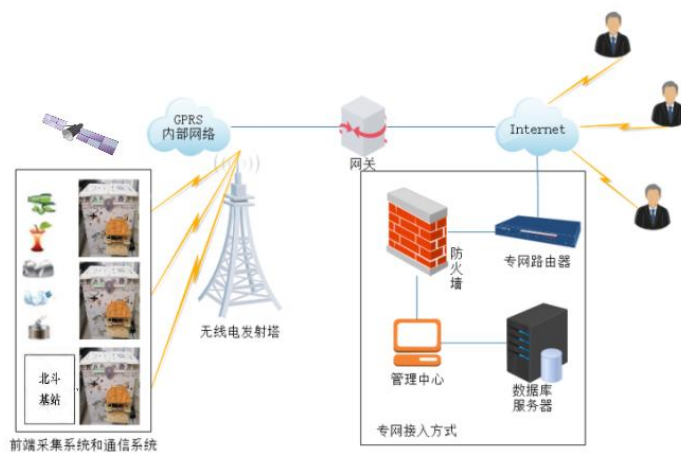 GPRS
内部网络
Internet
网关
防
火
墙
专网路由器
无线电发射塔
北斗
基站
管理中心
数据库
服务器
专网接入方式
前端采集系统和通信系统